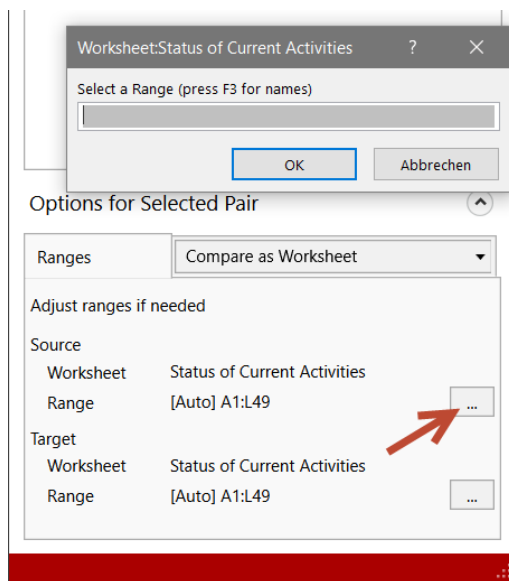 Worksheet:Status of Current Activities ?
Select a Range (press F3 for names)
OK Abbrechen
Options for Selected Pair
Ranges Compare as Worksheet
Adjust ranges if needed
Source
Worksheet Status of Current Activities
Range [Auto] A1:L49 ...
Target
Worksheet Status of Current Activities
Range [Auto] A1:L49 ...